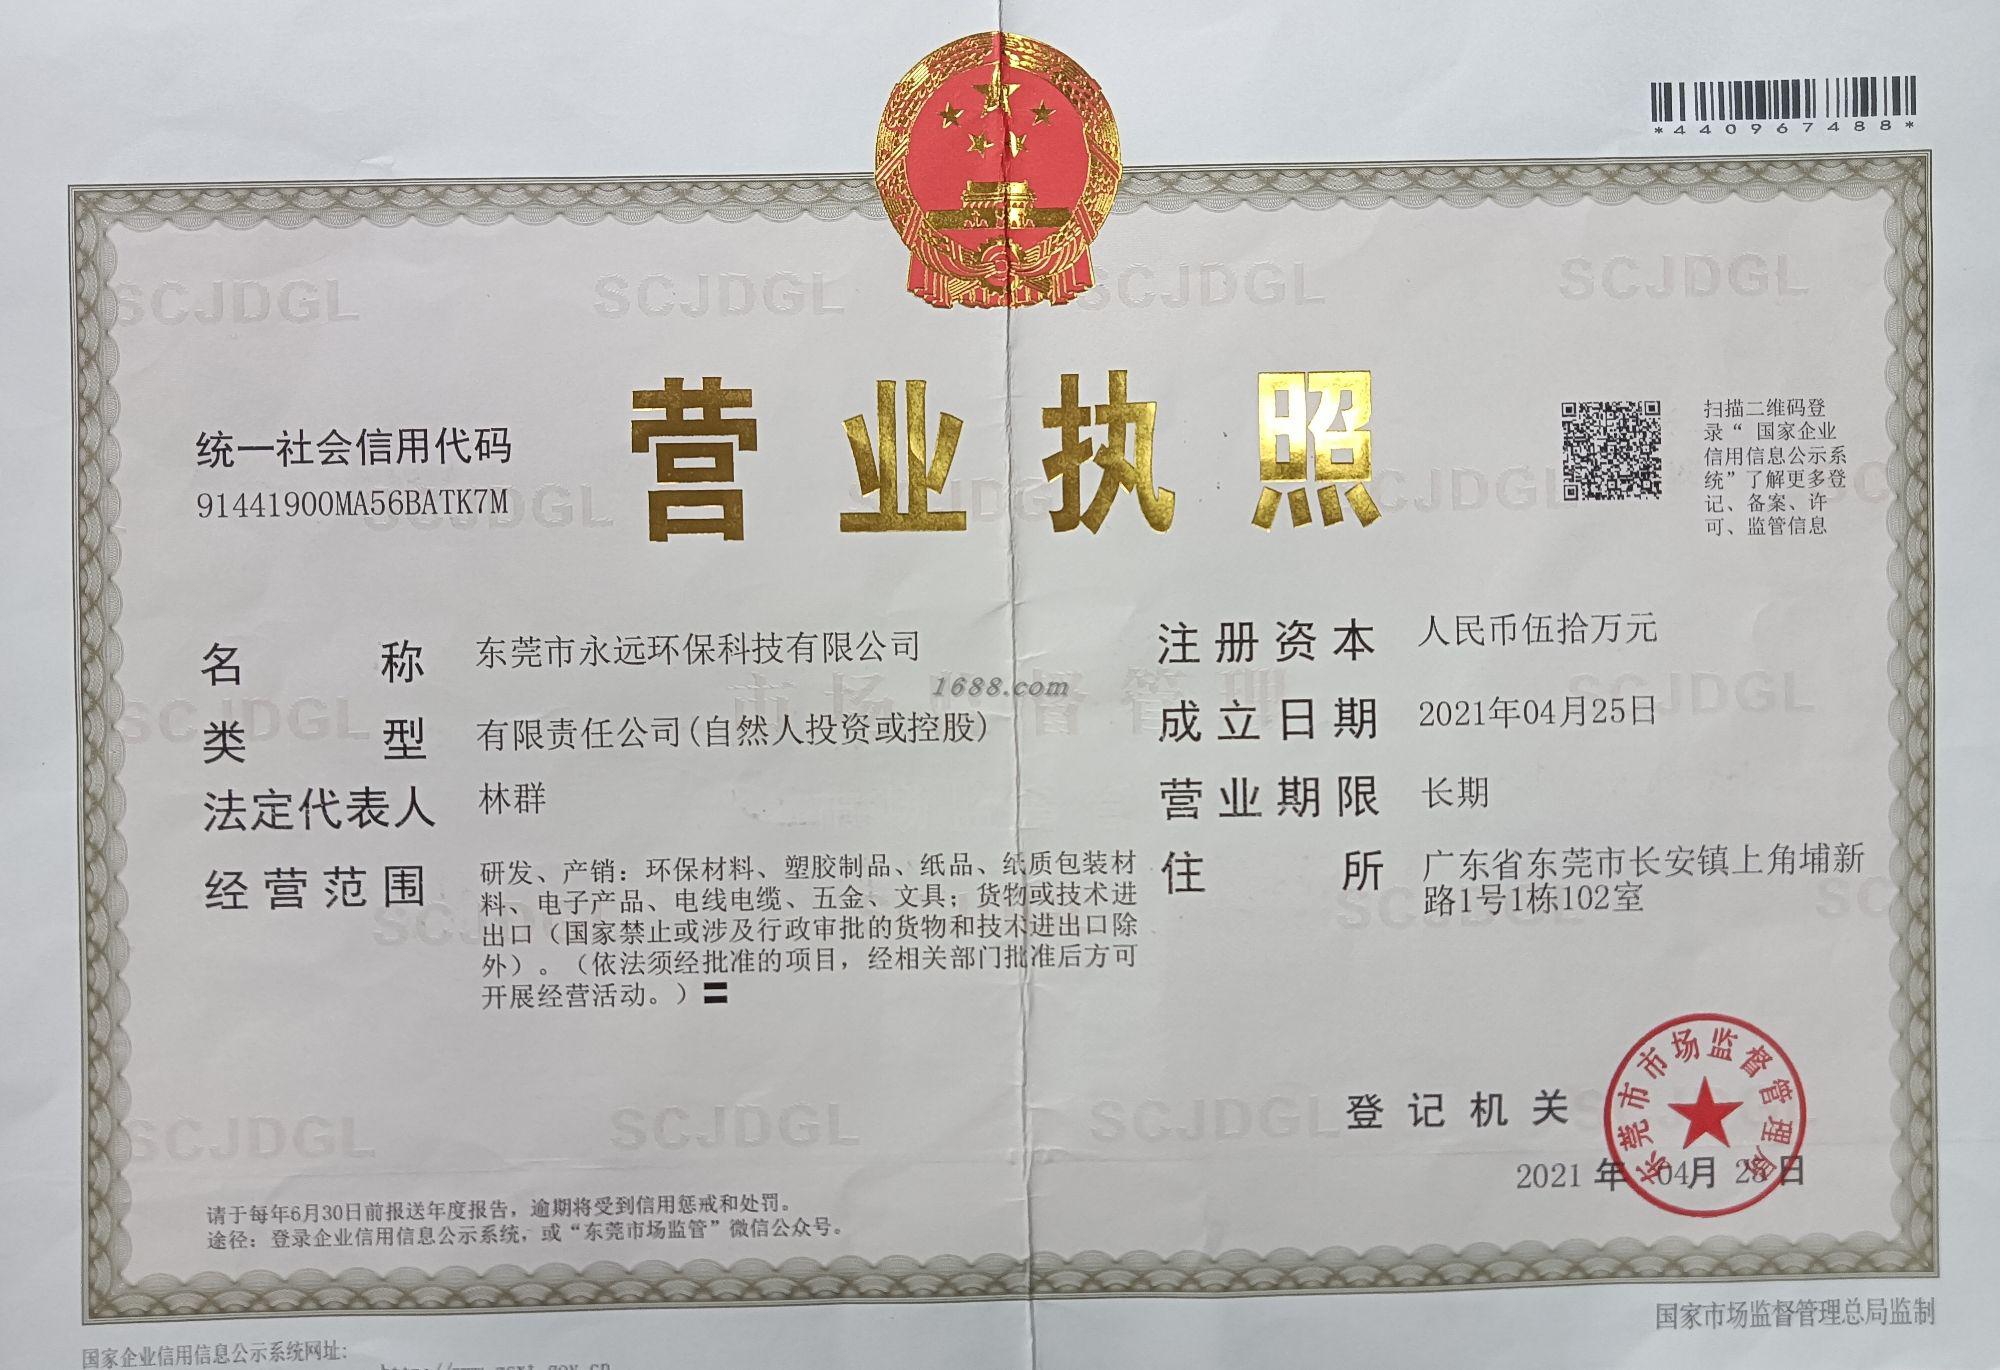 *440967488*
SCJDGL SCJDGL SCJDGL SCJDGL
营业执照
统一社会信用代码
91441900MA56BATK7M
扫描二维码登
录“ 国家企业
信用信息公示系
统”了解更多登
记、备案、许
可、监管信息
名称 东莞市永远环保科技有限公司
类型 有限责任公司(自然人投资或控股)
法定代表人 林群
经营范围 研发、产销：环保材料、塑胶制品、纸品、纸质包装材
料、电子产品、电线电缆、五金、文具；货物或技术进
出口（国家禁止或涉及行政审批的货物和技术进出口除
外）。（依法须经批准的项目，经相关部门批准后方可
开展经营活动。）〓
1688.com
注册资本 人民币伍拾万元
成立日期 2021年04月25日
营业期限 长期
住所 广东省东莞市长安镇上角埔新
路1号1栋102室
SCJDGL SCJDGL SCJDGL
登记机关
东莞市市场监督管理局
2021 年 04月 25日
请于每年6月30日前报送年度报告，逾期将受到信用惩戒和处罚。
途径：登录企业信用信息公示系统，或“东莞市场监管”微信公众号。
国家企业信用信息公示系统网址:
国家市场监督管理总局监制